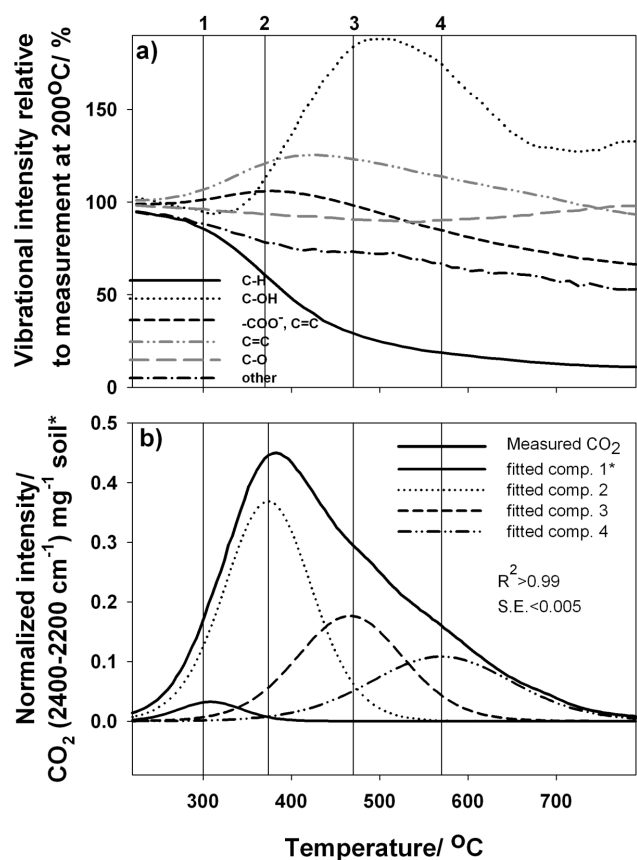 1 2 3 4
a)
Vibrational intensity relative
to measurement at 200°C/ %
150
100
50
0
C-H
C-OH
-COO⁻, C=C
C=C
C-O
other
b)
Normalized intensity/
CO₂ (2400-2200 cm⁻¹) mg⁻¹ soil*
0.5
0.4
0.3
0.2
0.1
0.0
Measured CO₂
fitted comp. 1*
fitted comp. 2
fitted comp. 3
fitted comp. 4
R²>0.99
S.E.<0.005
300 400 500 600 700
Temperature/ °C